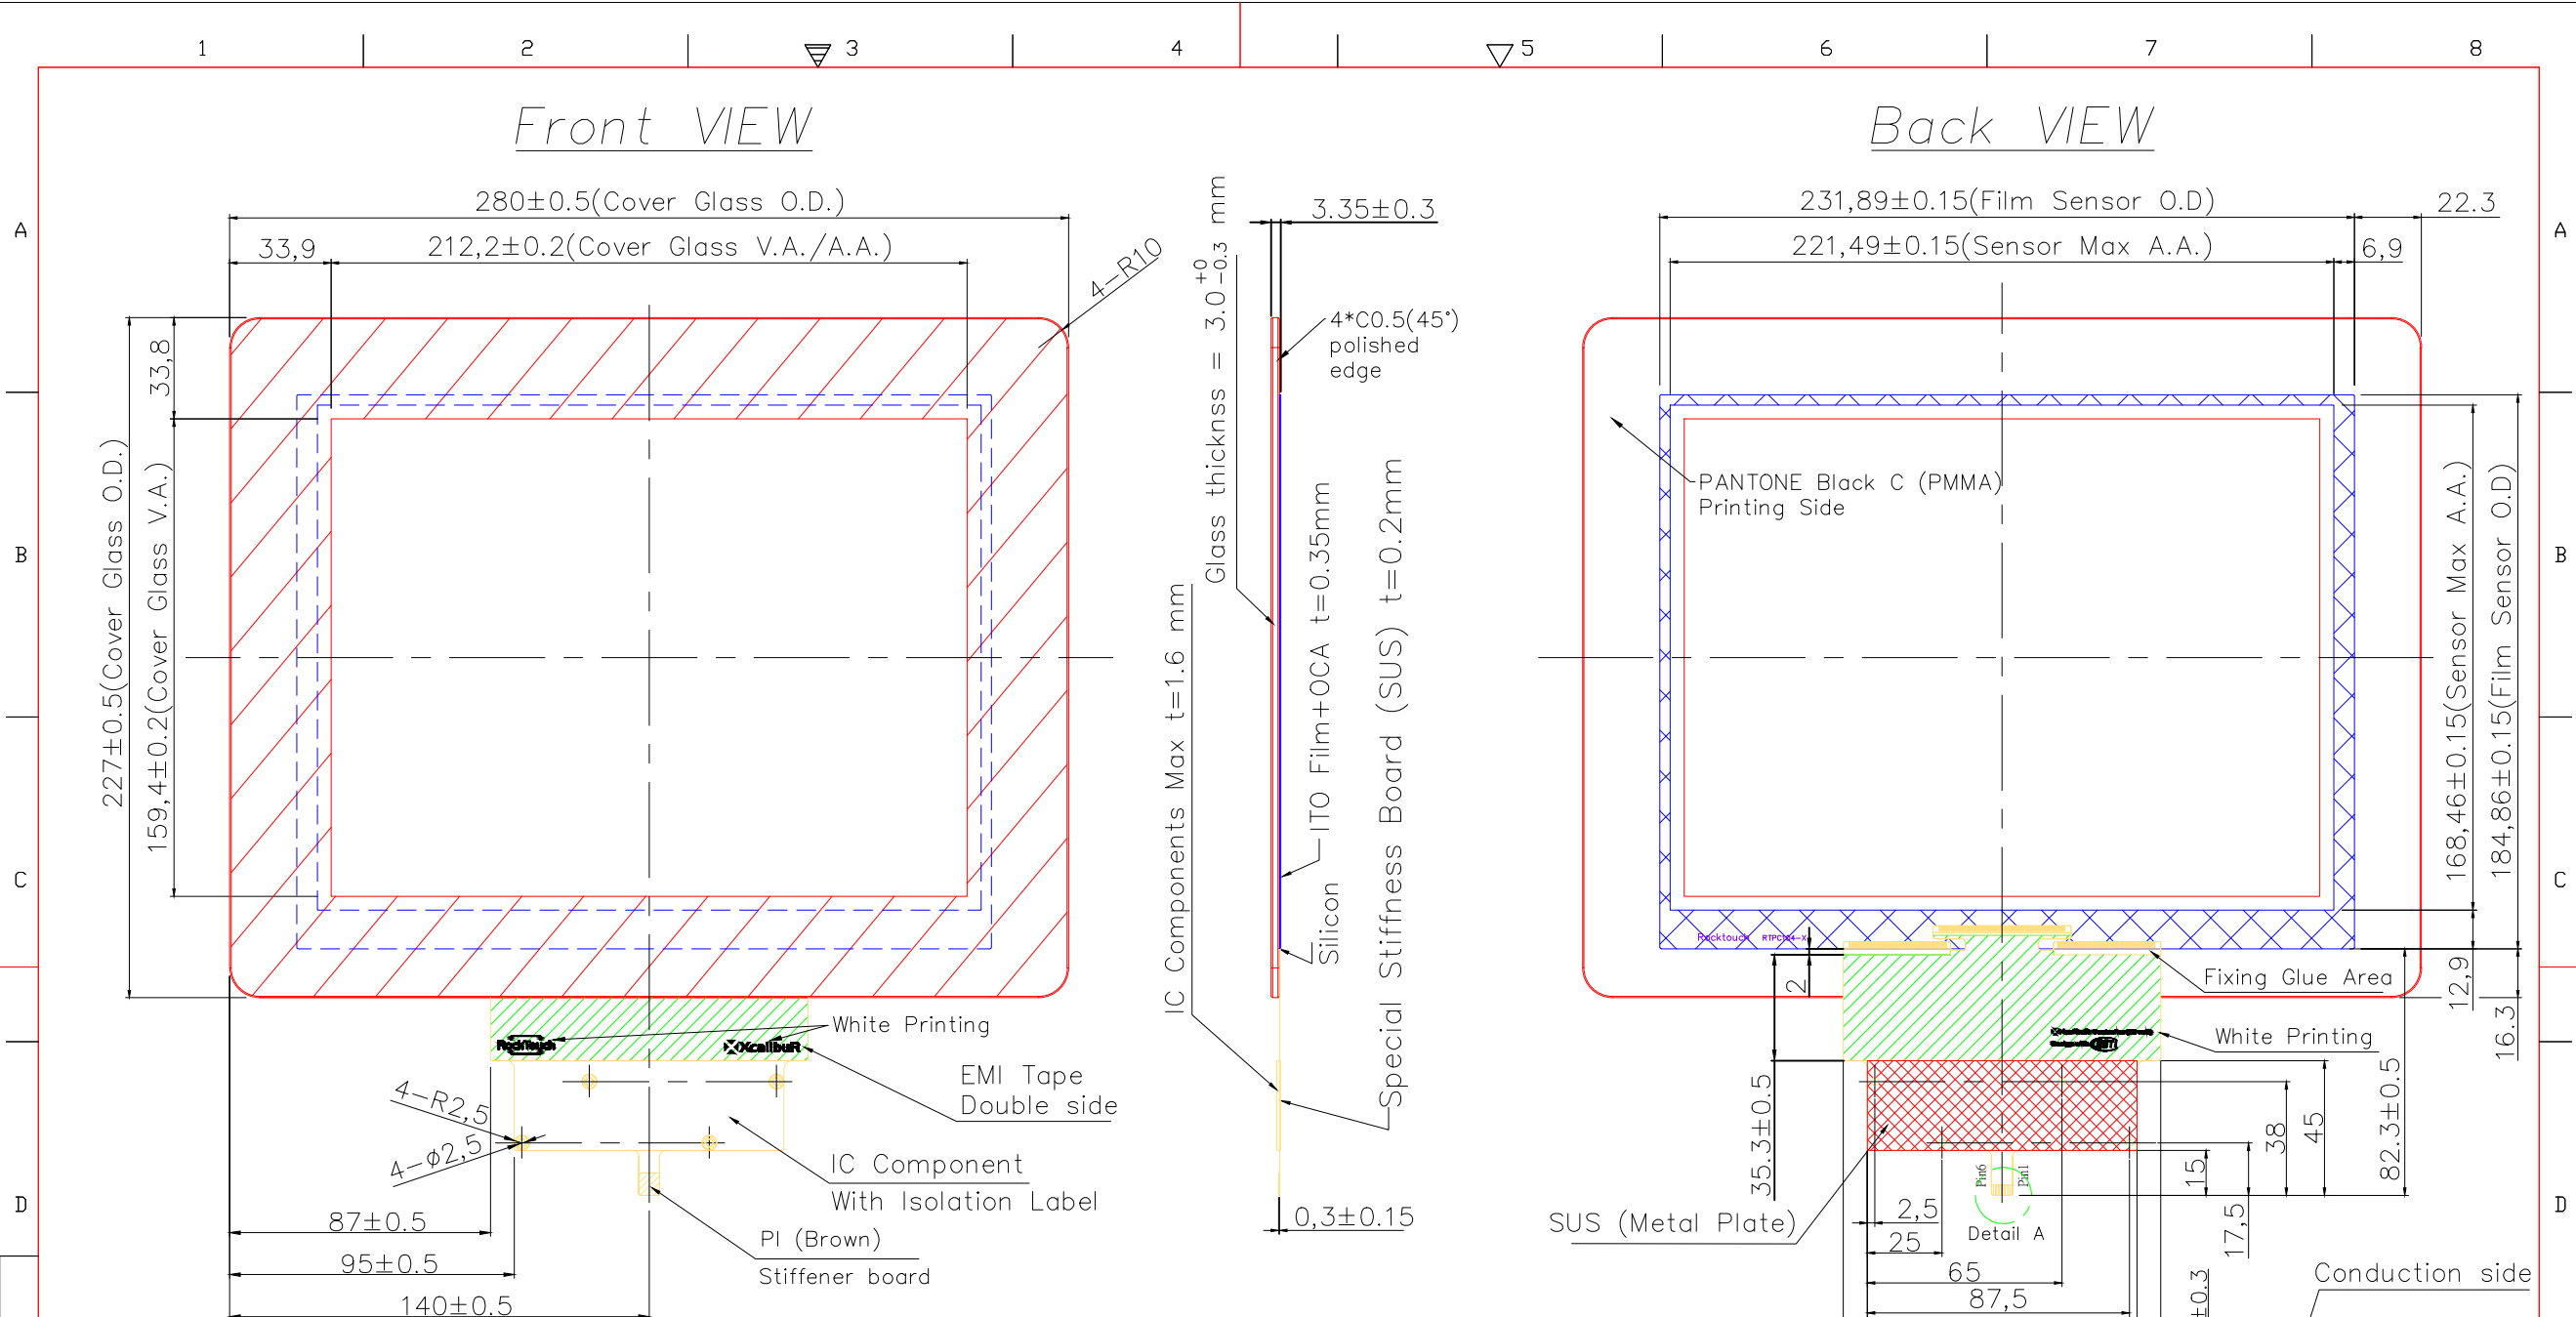 1 2 3 4 5 6 7 8
Front VIEW
Back VIEW
A
A
B
B
C
C
D
D
280±0.5(Cover Glass O.D.)
33,9
212,2±0.2(Cover Glass V.A./A.A.)
4-R10
33,8
227±0.5(Cover Glass O.D.)
159,4±0.2(Cover Glass V.A.)
RockTouch
XcalibuR
White Printing
EMI Tape
Double side
4-R2,5
4-ø2,5
IC Component
With Isolation Label
PI (Brown)
Stiffener board
87±0.5
95±0.5
140±0.5
3.35±0.3
Glass thicknss = 3.0 +0 -0.3 mm
4*C0.5(45°)
polished
edge
IC Components Max t=1.6 mm
ITO Film+OCA t=0.35mm
Silicon
Special Stiffness Board (SUS) t=0.2mm
0,3±0.15
231,89±0.15(Film Sensor O.D)
22.3
221,49±0.15(Sensor Max A.A.)
6,9
PANTONE Black C (PMMA)
Printing Side
168,46±0.15(Sensor Max A.A.)
184,86±0.15(Film Sensor O.D)
Rocktouch
2
Fixing Glue Area
12,9
16.3
White Printing
35.3±0.5
82.3±0.5
45
38
15
17,5
Pin6
Pin1
Detail A
SUS (Metal Plate)
2,5
25
65
87,5
±0.3
Conduction side